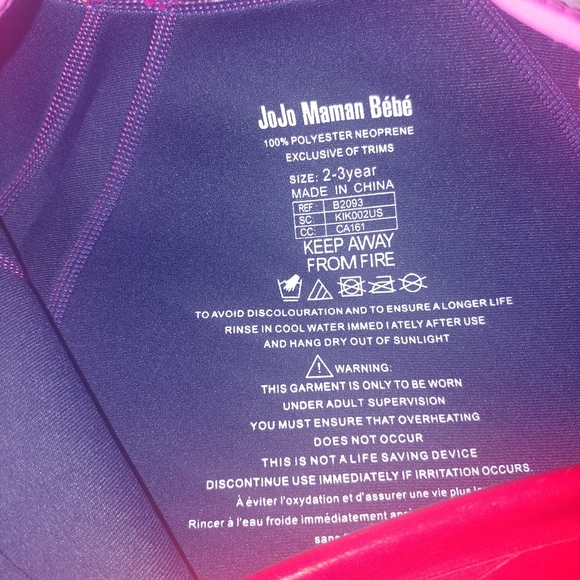 JoJo Maman Bébé
100% POLYESTER NEOPRENE
EXCLUSIVE OF TRIMS
SIZE: 2-3year
MADE IN CHINA
REF: B2093
SC: KIK002US
CC: CA161
KEEP AWAY
FROM FIRE
TO AVOID DISCOLOURATION AND TO ENSURE A LONGER LIFE
RINSE IN COOL WATER IMMED IATELY AFTER USE
AND HANG DRY OUT OF SUNLIGHT
WARNING:
THIS GARMENT IS ONLY TO BE WORN
UNDER ADULT SUPERVISION
YOU MUST ENSURE THAT OVERHEATING
DOES NOT OCCUR
THIS IS NOT A LIFE SAVING DEVICE
DISCONTINUE USE IMMEDIATELY IF IRRITATION OCCURS.
À éviter l'oxydation et d'assurer une vie plus
Rincer à l'eau froide immédiatement